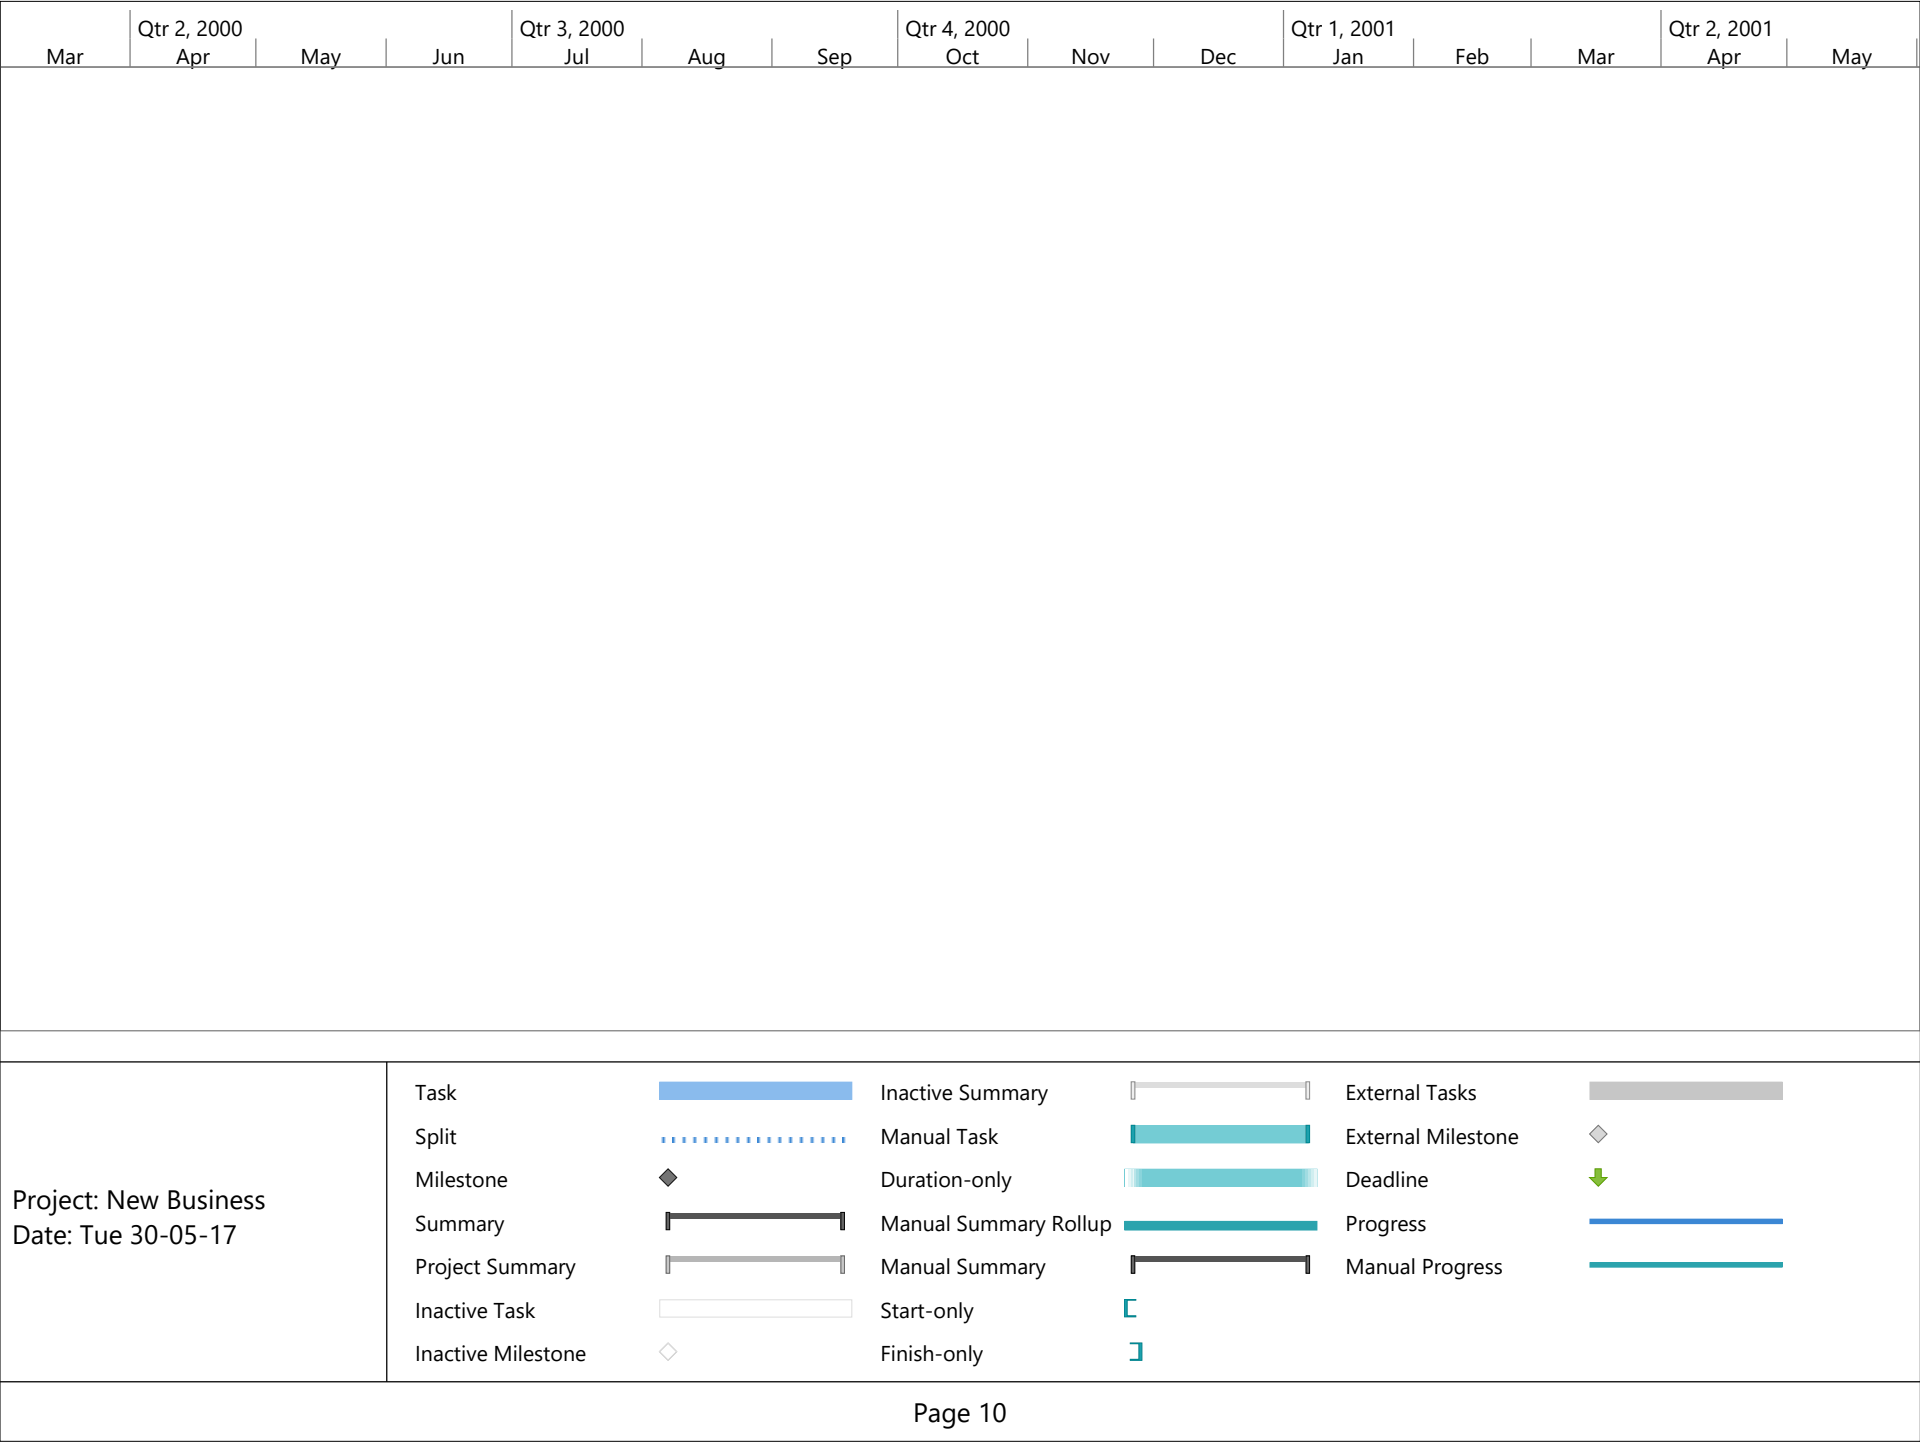 Qtr 2, 2000 Qtr 3, 2000 Qtr 4, 2000 Qtr 1, 2001 Qtr 2, 2001
Mar Apr May Jun Jul Aug Sep Oct Nov Dec Jan Feb Mar Apr May
Project: New Business
Date: Tue 30-05-17
Task
Split
Milestone
Summary
Project Summary
Inactive Task
Inactive Milestone
Inactive Summary
Manual Task
Duration-only
Manual Summary Rollup
Manual Summary
Start-only
Finish-only
External Tasks
External Milestone
Deadline
Progress
Manual Progress
Page 10